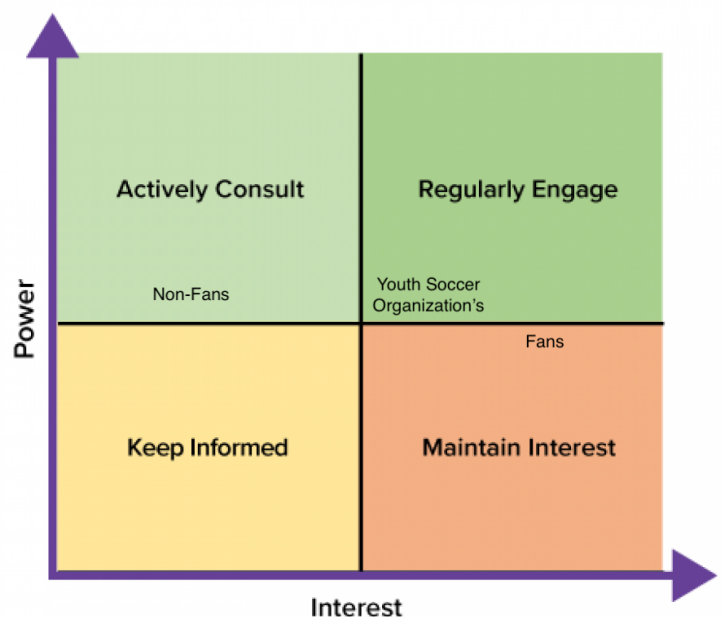 Actively Consult
Regularly Engage
Non-Fans
Youth Soccer
Organization's
Power
Fans
Keep Informed
Maintain Interest
Interest